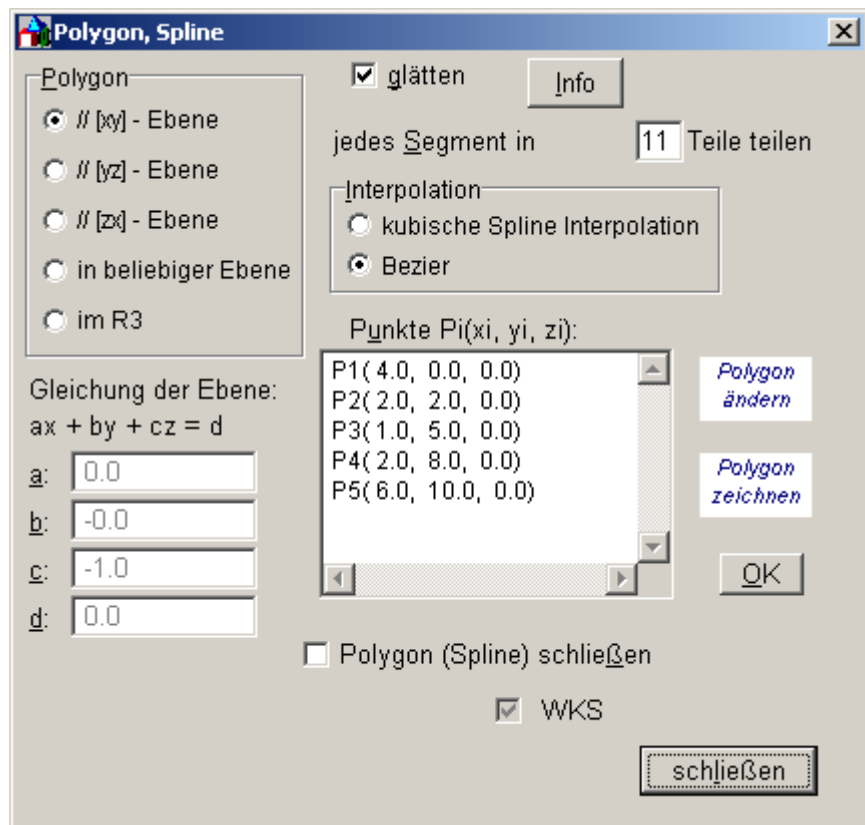 Polygon, Spline
Polygon
// [xy] - Ebene
// [yz] - Ebene
// [zx] - Ebene
in beliebiger Ebene
im R3
glätten
Info
jedes Segment in 11 Teile teilen
Interpolation
kubische Spline Interpolation
Bezier
Punkte Pi(xi, yi, zi):
P1( 4.0, 0.0, 0.0)
P2( 2.0, 2.0, 0.0)
P3( 1.0, 5.0, 0.0)
P4( 2.0, 8.0, 0.0)
P5( 6.0, 10.0, 0.0)
Polygon
ändern
Polygon
zeichnen
OK
Gleichung der Ebene:
ax + by + cz = d
a: 0.0
b: -0.0
c: -1.0
d: 0.0
Polygon (Spline) schließen
WKS
schließen